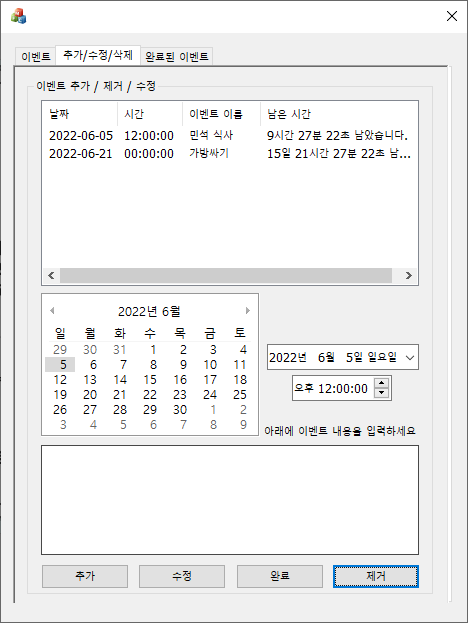 이벤트 추가/수정/삭제 완료된 이벤트
이벤트 추가 / 제거 / 수정
날짜 시간 이벤트 이름 남은 시간
2022-06-05 12:00:00 민석 식사 9시간 27분 22초 남았습니다.
2022-06-21 00:00:00 가방싸기 15일 21시간 27분 22초 남...
2022년 6월
일 월 화 수 목 금 토
29 30 31 1 2 3 4
5 6 7 8 9 10 11
12 13 14 15 16 17 18
19 20 21 22 23 24 25
26 27 28 29 30 1 2
3 4 5 6 7 8 9
2022년 6월 5일 일요일
오후 12:00:00
아래에 이벤트 내용을 입력하세요
추가 수정 완료 제거